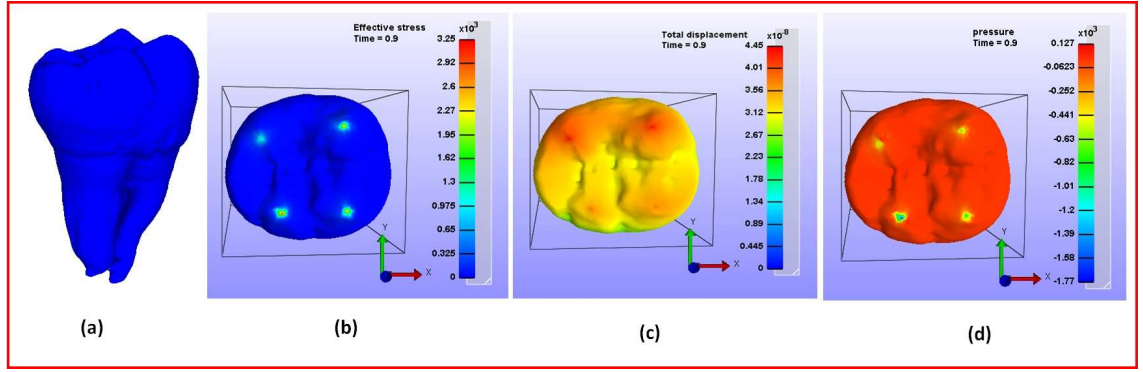 Effective stress
Time = 0.9
x10⁻³
3.25
2.92
2.6
2.27
1.95
1.62
1.3
0.975
0.65
0.325
0
Y
X
Total displacement
Time = 0.9
x10⁻⁸
4.45
4.01
3.56
3.12
2.67
2.23
1.78
1.34
0.89
0.445
0
Y
X
pressure
Time = 0.9
x10³
0.127
-0.0623
-0.252
-0.441
-0.63
-0.82
-1.01
-1.2
-1.39
-1.58
-1.77
Y
X
(a)
(b)
(c)
(d)